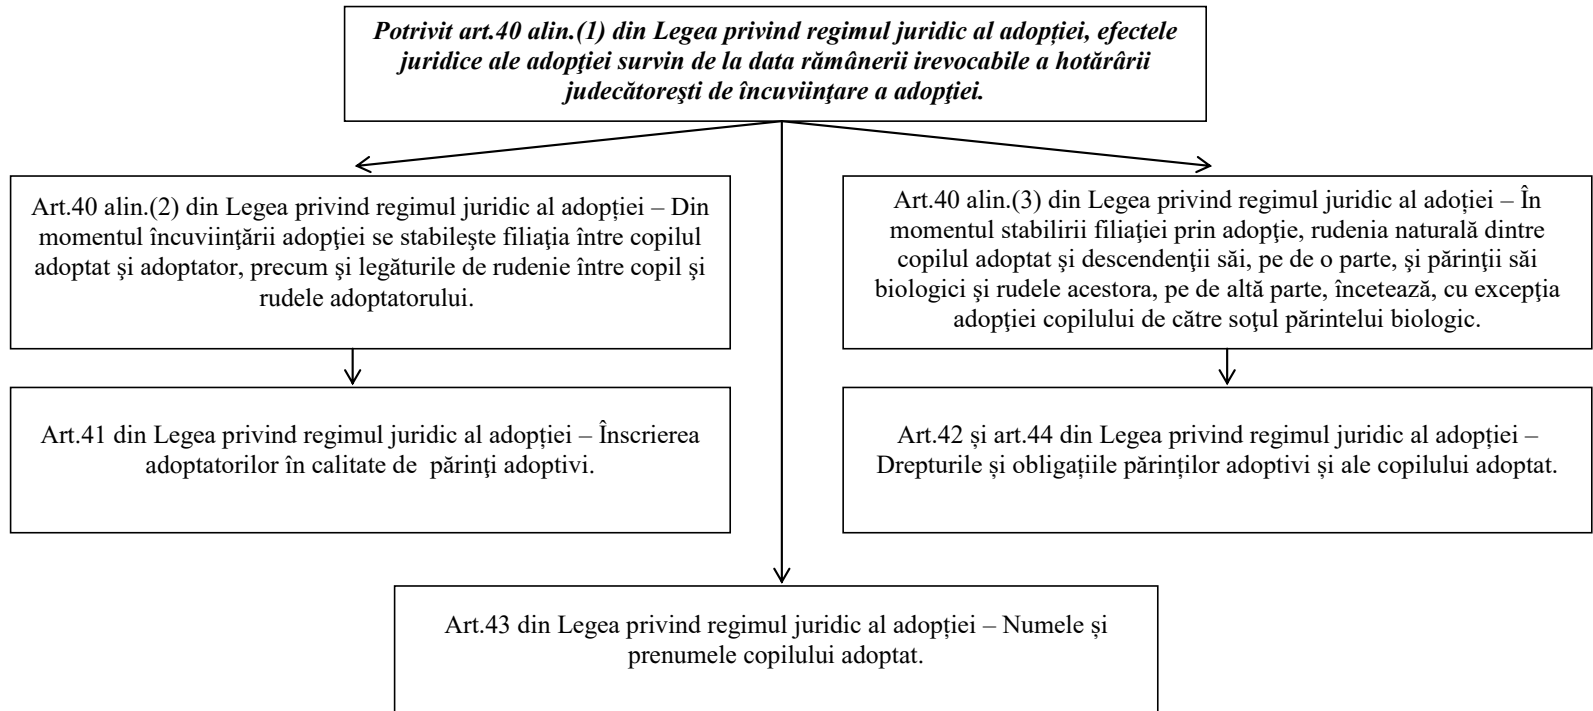 Potrivit art.40 alin.(1) din Legea privind regimul juridic al adopției, efectele
juridice ale adopţiei survin de la data rămânerii irevocabile a hotărârii
judecătoreşti de încuviinţare a adopţiei.
Art.40 alin.(2) din Legea privind regimul juridic al adopției – Din
momentul încuviinţării adopţiei se stabileşte filiaţia între copilul
adoptat şi adoptator, precum şi legăturile de rudenie între copil şi
rudele adoptatorului.
Art.40 alin.(3) din Legea privind regimul juridic al adoției – În
momentul stabilirii filiaţiei prin adopţie, rudenia naturală dintre
copilul adoptat şi descendenţii săi, pe de o parte, şi părinţii săi
biologici şi rudele acestora, pe de altă parte, încetează, cu excepţia
adopţiei copilului de către soţul părintelui biologic.
Art.41 din Legea privind regimul juridic al adopției – Înscrierea
adoptatorilor în calitate de părinţi adoptivi.
Art.42 și art.44 din Legea privind regimul juridic al adopției –
Drepturile și obligațiile părinților adoptivi și ale copilului adoptat.
Art.43 din Legea privind regimul juridic al adopției – Numele și
prenumele copilului adoptat.